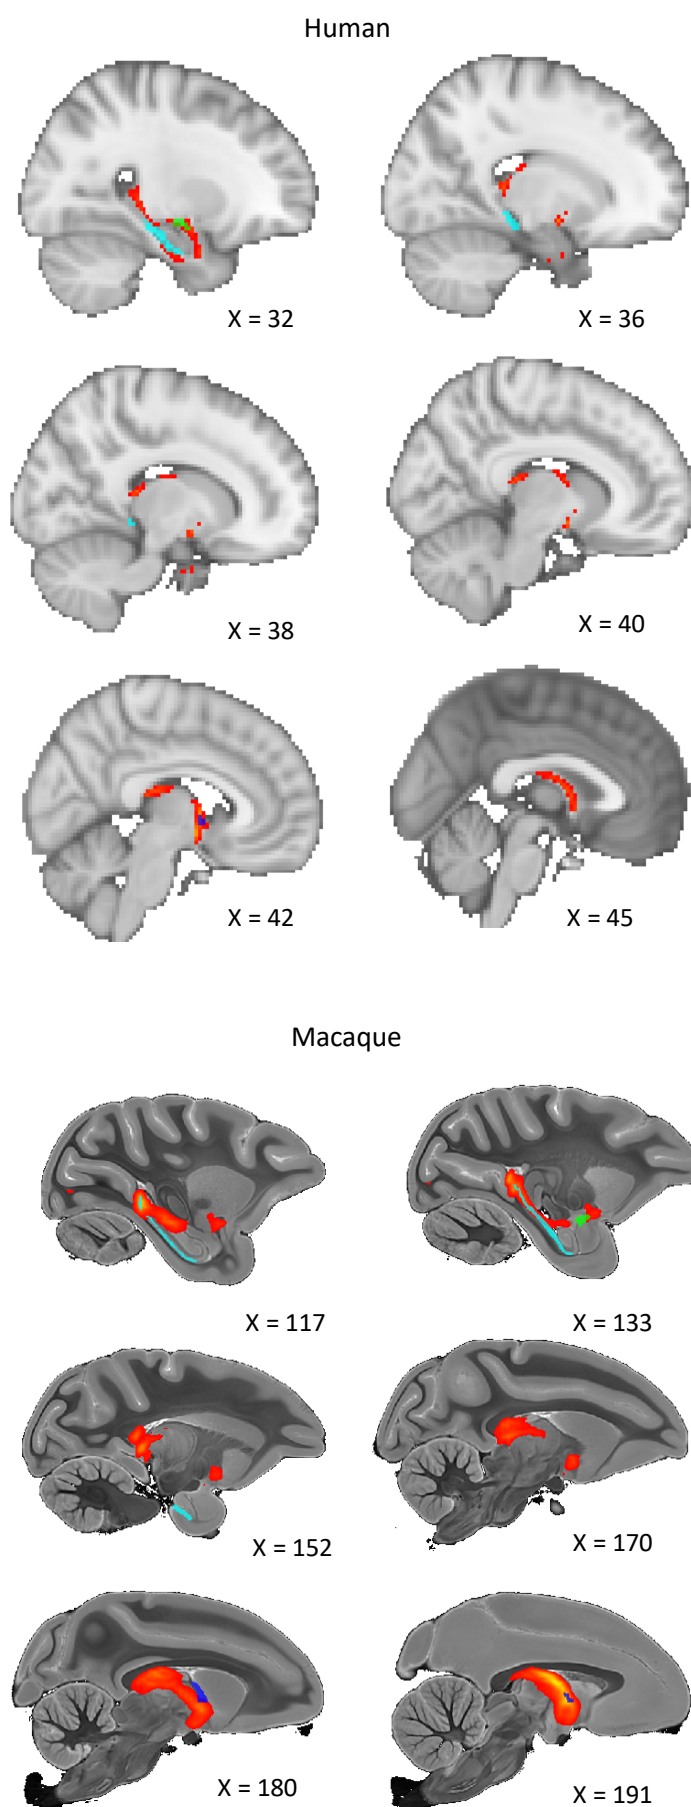 Human
X = 32
X = 36
X = 38
X = 40
X = 42
X = 45
Macaque
X = 117
X = 133
X = 152
X = 170
X = 180
X = 191